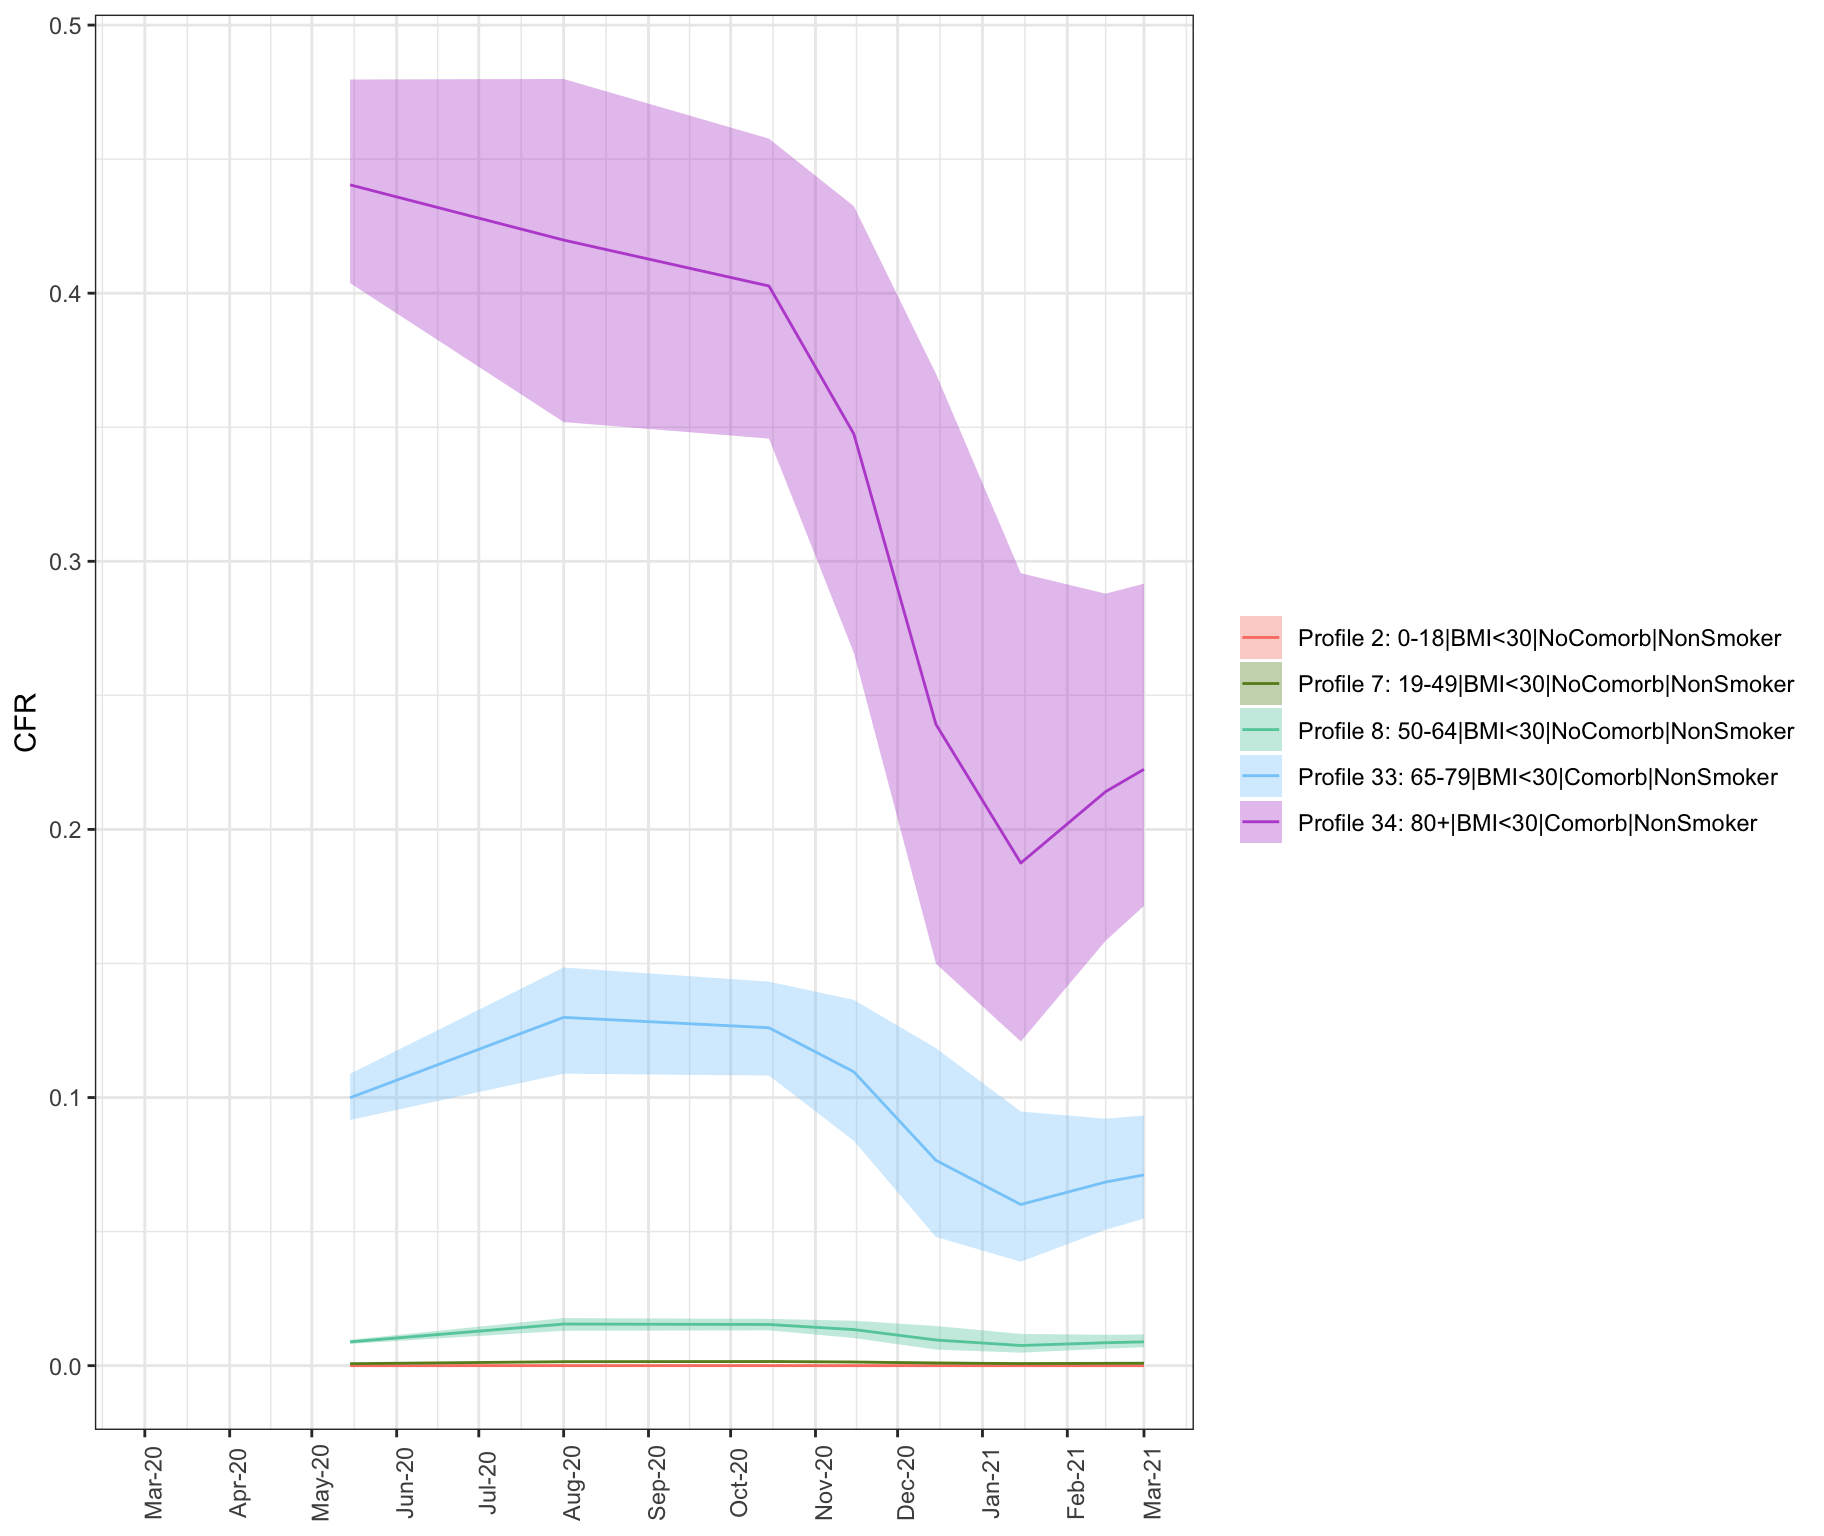 0.5
0.4
0.3
0.2
0.1
0.0
CFR
Mar-20
Apr-20
May-20
Jun-20
Jul-20
Aug-20
Sep-20
Oct-20
Nov-20
Dec-20
Jan-21
Feb-21
Mar-21
Profile 2: 0-18|BMI<30|NoComorb|NonSmoker
Profile 7: 19-49|BMI<30|NoComorb|NonSmoker
Profile 8: 50-64|BMI<30|NoComorb|NonSmoker
Profile 33: 65-79|BMI<30|Comorb|NonSmoker
Profile 34: 80+|BMI<30|Comorb|NonSmoker